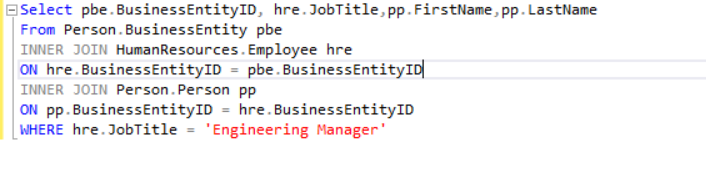 Select pbe.BusinessEntityID, hre.JobTitle,pp.FirstName,pp.LastName
From Person.BusinessEntity pbe
INNER JOIN HumanResources.Employee hre
ON hre.BusinessEntityID = pbe.BusinessEntityID
INNER JOIN Person.Person pp
ON pp.BusinessEntityID = hre.BusinessEntityID
WHERE hre.JobTitle = 'Engineering Manager'